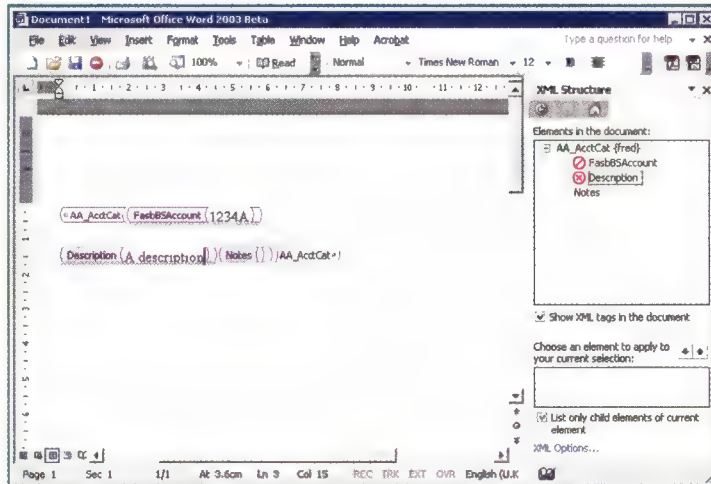 Document1 Microsoft Office Word 2003 Beta
File Edit View Insert Format Tools Table Window Help Acrobat Type a question for help
100% Read Normal Times New Roman 12
XML Structure
Elements in the document:
AA_AcctCat {fred}
FasbBSAccount
Description
Notes
AA_AcctCat FasbBSAccount 1234A
Description A description Notes AA_AcctCat
Show XML tags in the document
Choose an element to apply to
your current selection:
List only child elements of current
element
XML Options...
Page 1 Sec 1 1/1 At 3.6cm Ln 3 Col 15 REC TRK EXT OVR English (U.K